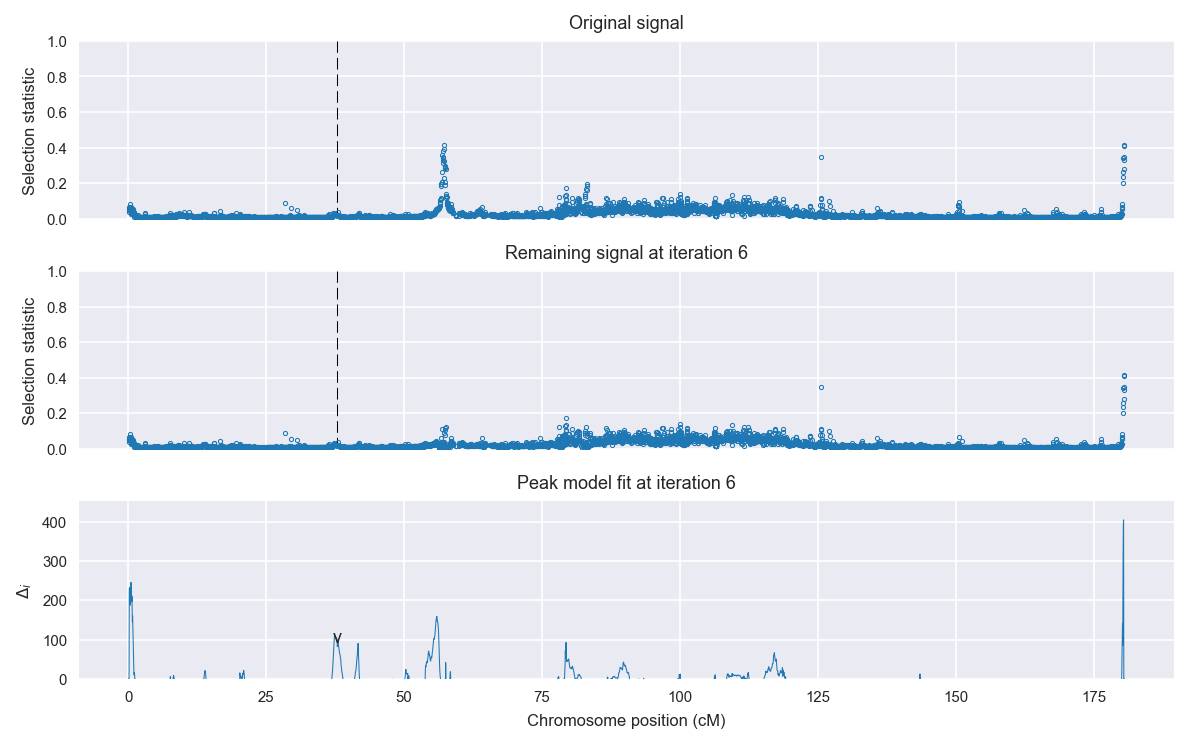 Original signal
1.0
0.8
0.6
0.4
0.2
0.0
Selection statistic
Remaining signal at iteration 6
1.0
0.8
0.6
0.4
0.2
0.0
Selection statistic
Peak model fit at iteration 6
400
300
200
100
0
Δi
0 25 50 75 100 125 150 175
Chromosome position (cM)